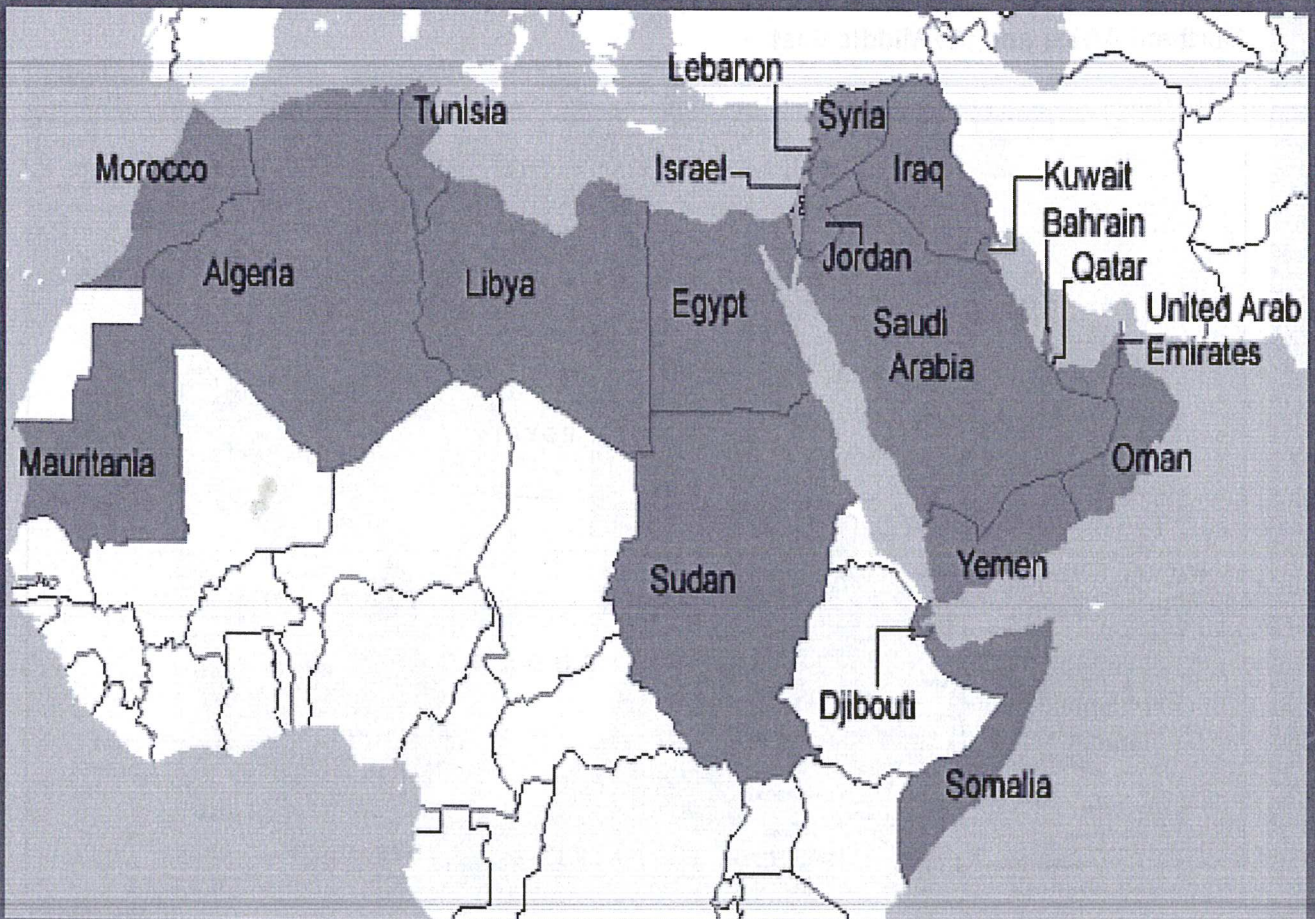 Lebanon
Tunisia
Syria
Morocco
Israel
Iraq
Kuwait
Bahrain
Jordan
Qatar
Algeria
Libya
Egypt
Saudi
Arabia
United Arab
Emirates
Mauritania
Oman
Yemen
Sudan
Djibouti
Somalia